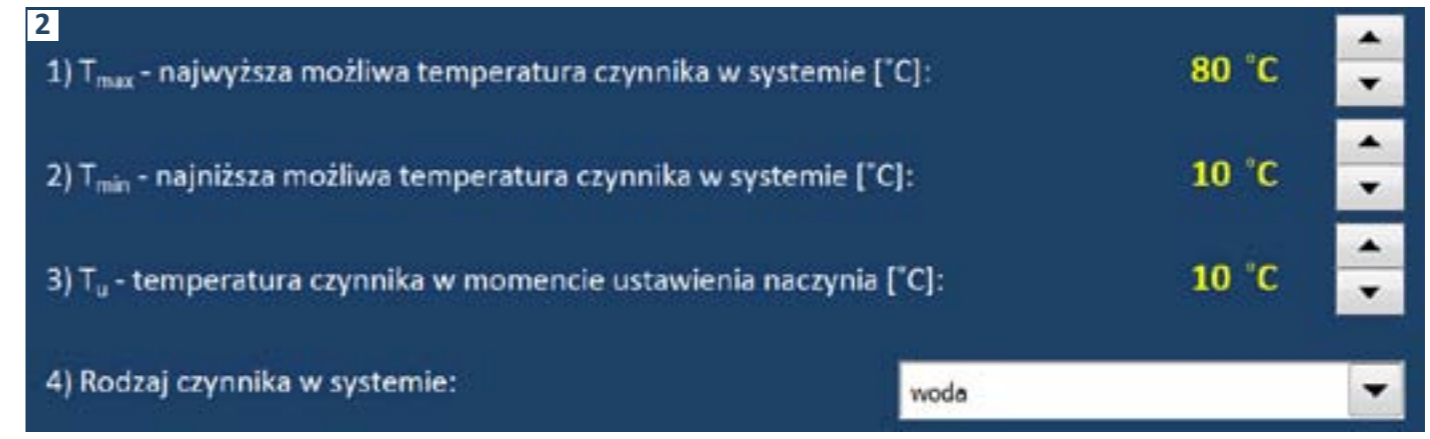 2
1) Tmax - najwyższa możliwa temperatura czynnika w systemie [˚C]: 80 ˚C
2) Tmin - najniższa możliwa temperatura czynnika w systemie [˚C]: 10 ˚C
3) Tu - temperatura czynnika w momencie ustawienia naczynia [˚C]: 10 ˚C
4) Rodzaj czynnika w systemie: woda